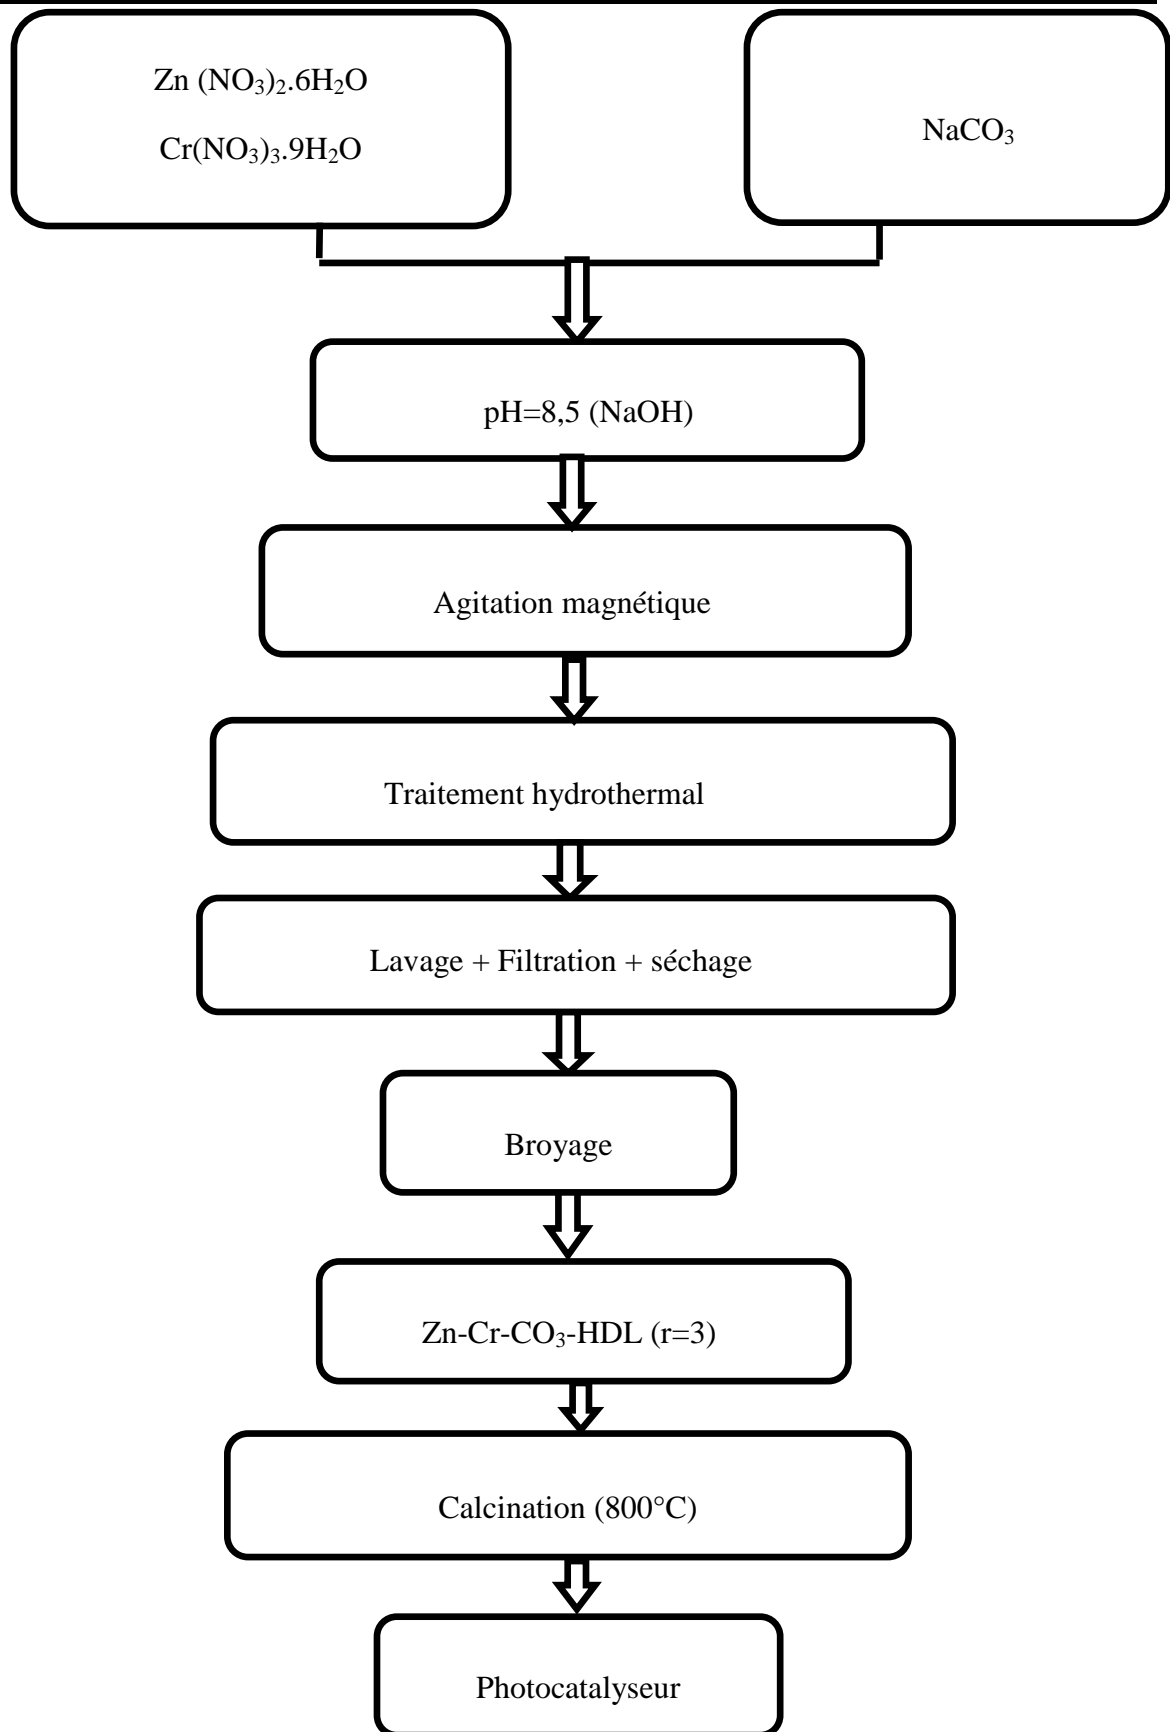 Zn (NO₃)₂.6H₂O
Cr(NO₃)₃.9H₂O
NaCO₃
pH=8,5 (NaOH)
Agitation magnétique
Traitement hydrothermal
Lavage + Filtration + séchage
Broyage
Zn-Cr-CO₃-HDL (r=3)
Calcination (800°C)
Photocatalyseur